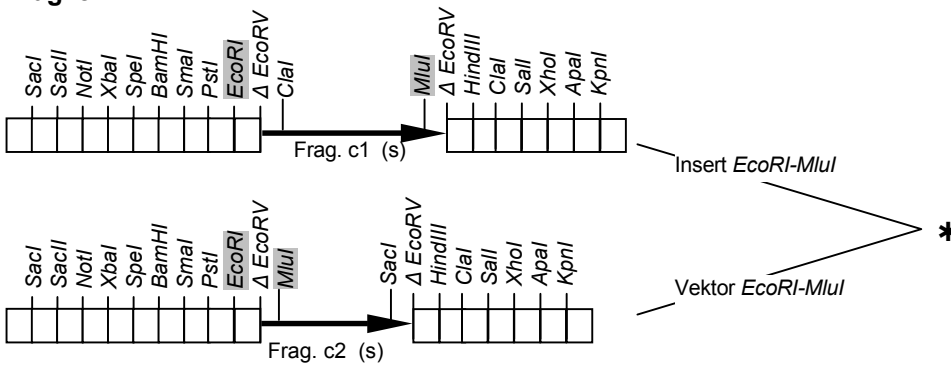 SacI SacII NotI XbaI SpeI BamHI SmaI PstI EcoRI Δ EcoRV ClaI MluI Δ EcoRV HindIII ClaI SalI XhoI ApaI KpnI
Frag. c1 (s)
Insert EcoRI-MluI
*
SacI SacII NotI XbaI SpeI BamHI SmaI PstI EcoRI Δ EcoRV MluI SacI Δ EcoRV HindIII ClaI SalI XhoI ApaI KpnI
Vektor EcoRI-MluI
Frag. c2 (s)